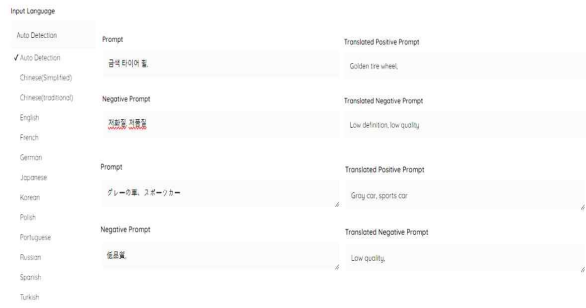 Input Language
Auto Detection
✓ Auto Detection
Chinese(Simplified)
Chinese(traditional)
English
French
German
Japanese
Korean
Polish
Portuguese
Russian
Spanish
Turkish
Prompt
금색 타이어 휠,
Translated Positive Prompt
Golden tire wheel,
Negative Prompt
저화질, 저품질
Translated Negative Prompt
Low definition, low quality
Prompt
グレーの車、スポーツカー
Translated Positive Prompt
Gray car, sports car
Negative Prompt
低品質,
Translated Negative Prompt
Low quality,